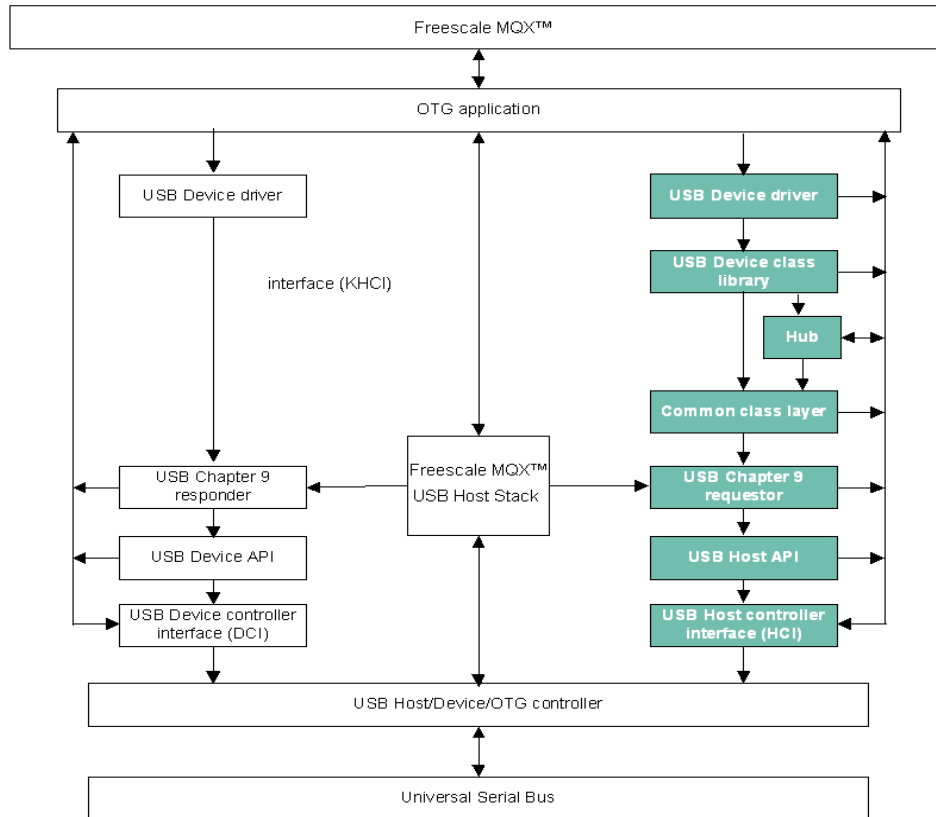 Freescale MQX™
OTG application
USB Device driver
USB Device driver
USB Device class
library
interface (KHCI)
Hub
Common class layer
Freescale MQX™
USB Host Stack
USB Chapter 9
responder
USB Chapter 9
requestor
USB Device API
USB Host API
USB Device controller
interface (DCI)
USB Host controller
interface (HCI)
USB Host/Device/OTG controller
Universal Serial Bus